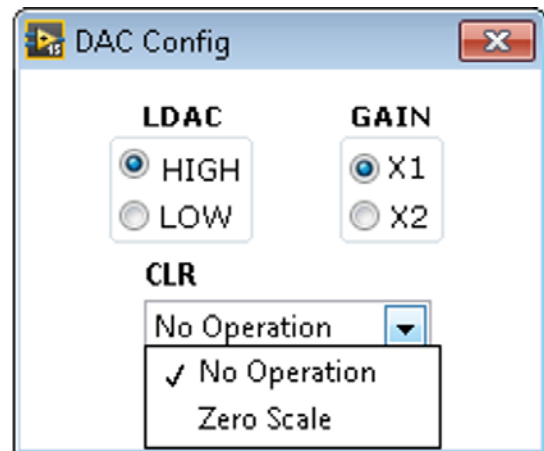 DAC Config
LDAC GAIN
HIGH X1
LOW X2
CLR
No Operation
✓ No Operation
Zero Scale